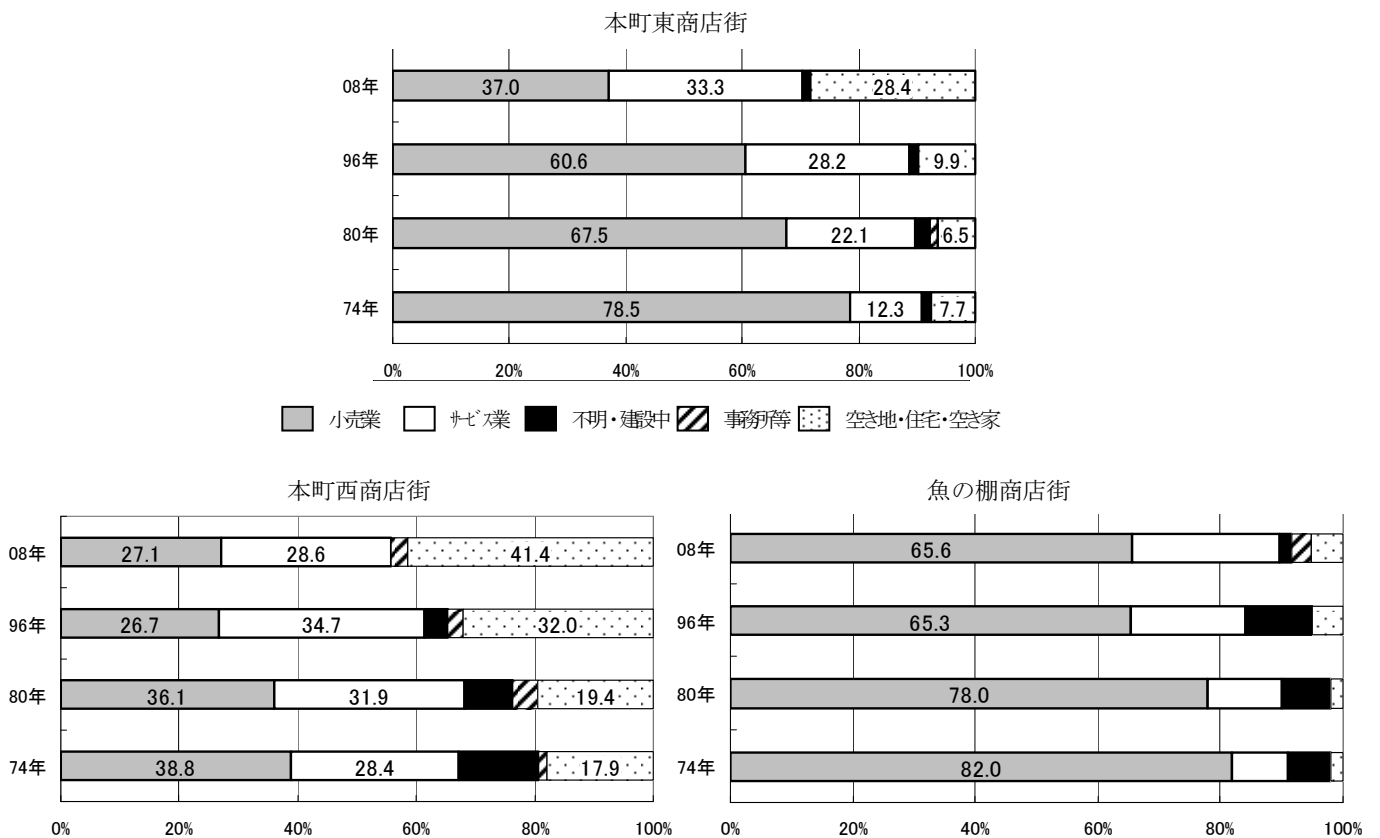 本町東商店街
08年 37.0 33.3 28.4
96年 60.6 28.2 9.9
80年 67.5 22.1 6.5
74年 78.5 12.3 7.7
0% 20% 40% 60% 80% 100%
小売業 サービス業 不明・建設中 事務所等 空き地・住宅・空き家
本町西商店街
08年 27.1 28.6 41.4
96年 26.7 34.7 32.0
80年 36.1 31.9 19.4
74年 38.8 28.4 17.9
0% 20% 40% 60% 80% 100%
魚の棚商店街
08年 65.6
96年 65.3
80年 78.0
74年 82.0
0% 20% 40% 60% 80% 100%